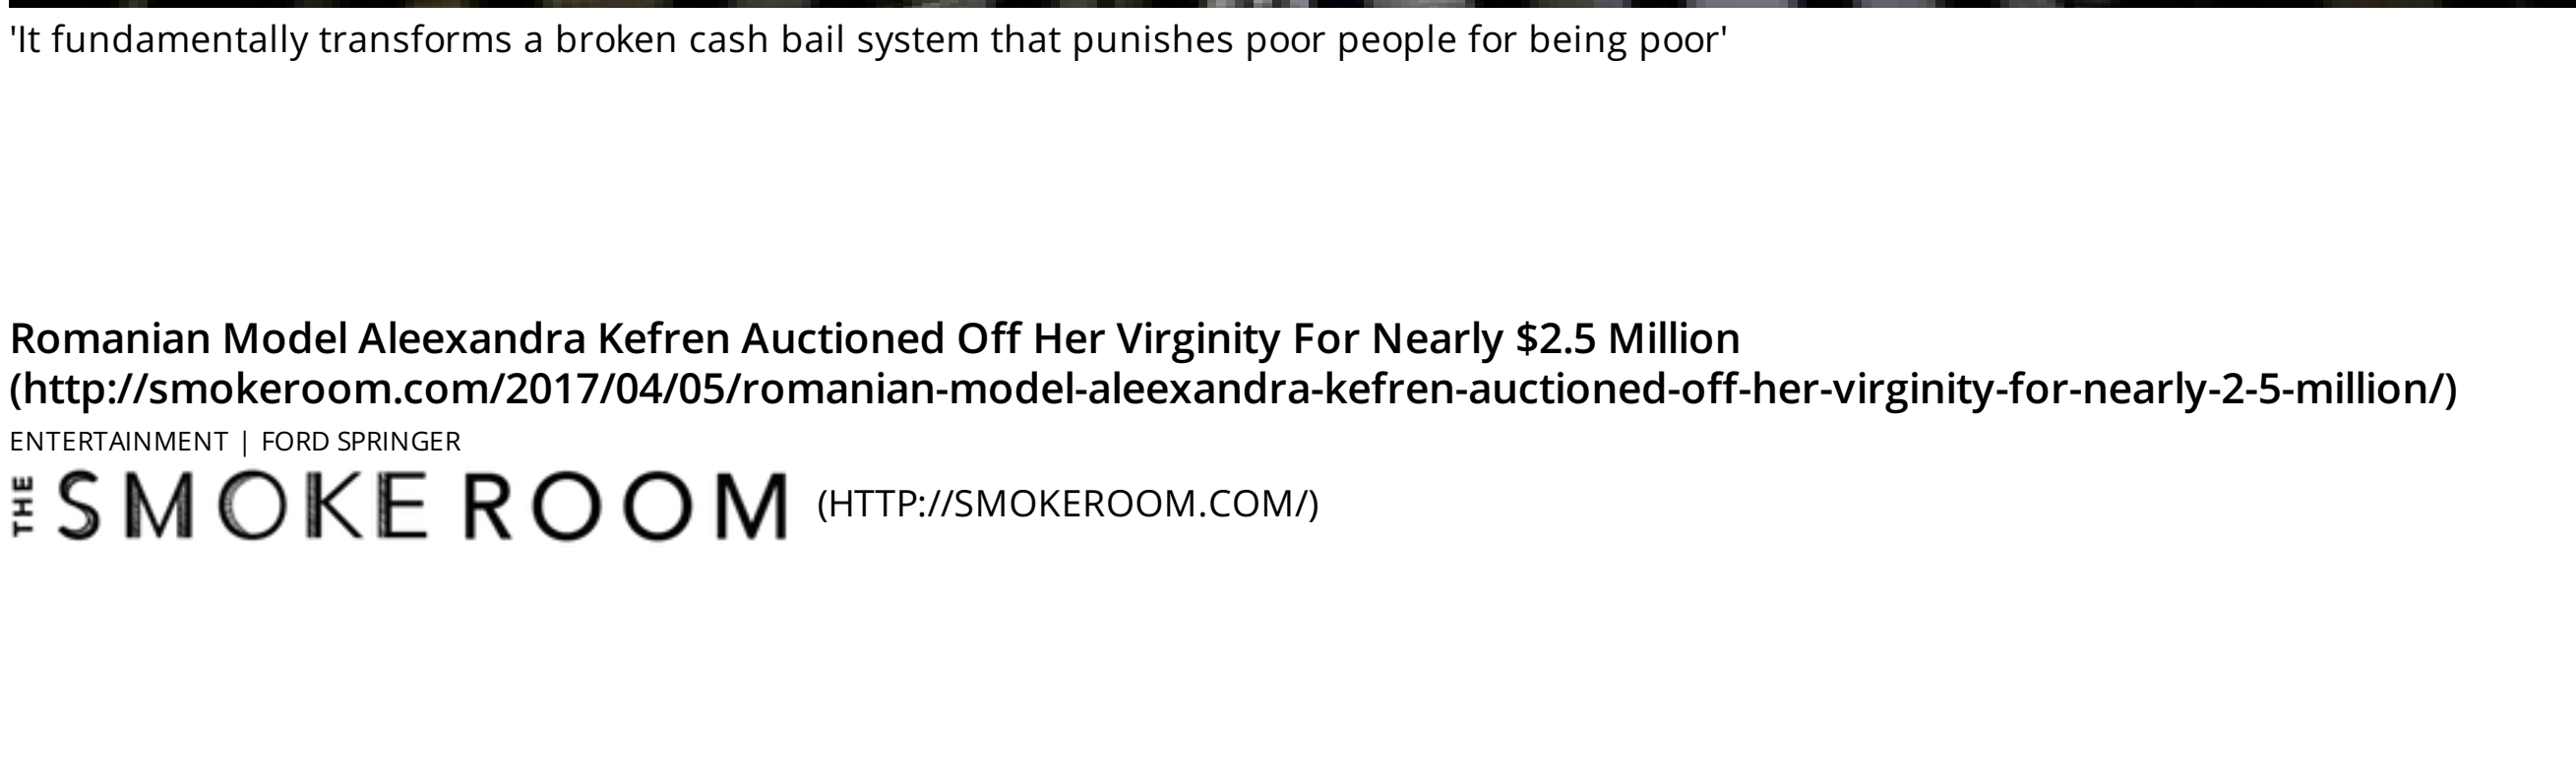 'It fundamentally transforms a broken cash bail system that punishes poor people for being poor'
Romanian Model Aleexandra Kefren Auctioned Off Her Virginity For Nearly $2.5 Million
(http://smokeroom.com/2017/04/05/romanian-model-aleexandra-kefren-auctioned-off-her-virginity-for-nearly-2-5-million/)
ENTERTAINMENT | FORD SPRINGER
THE SMOKE ROOM (HTTP://SMOKEROOM.COM/)